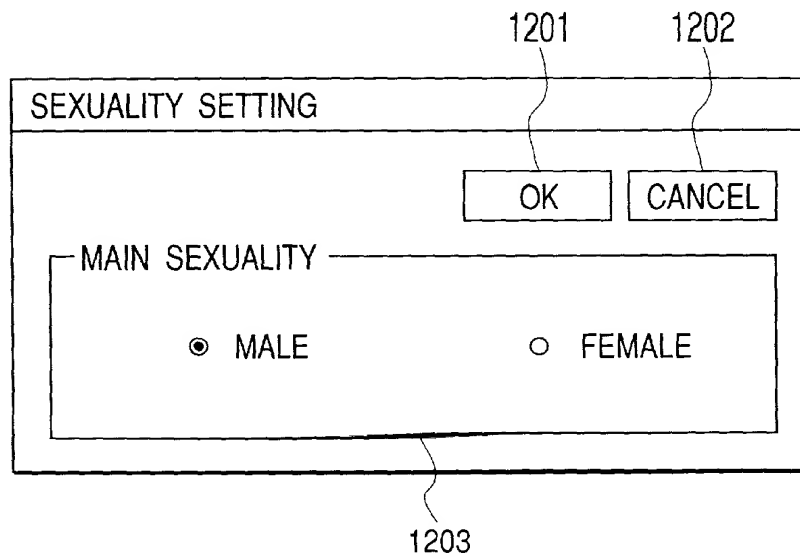 1201 1202
SEXUALITY SETTING
OK CANCEL
MAIN SEXUALITY
MALE FEMALE
1203